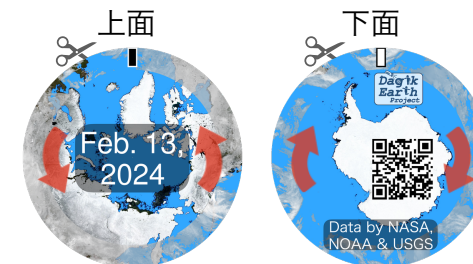 上面
下面
Feb. 13,
2024
Dagik
Earth
Project
Data by NASA,
NOAA & USGS